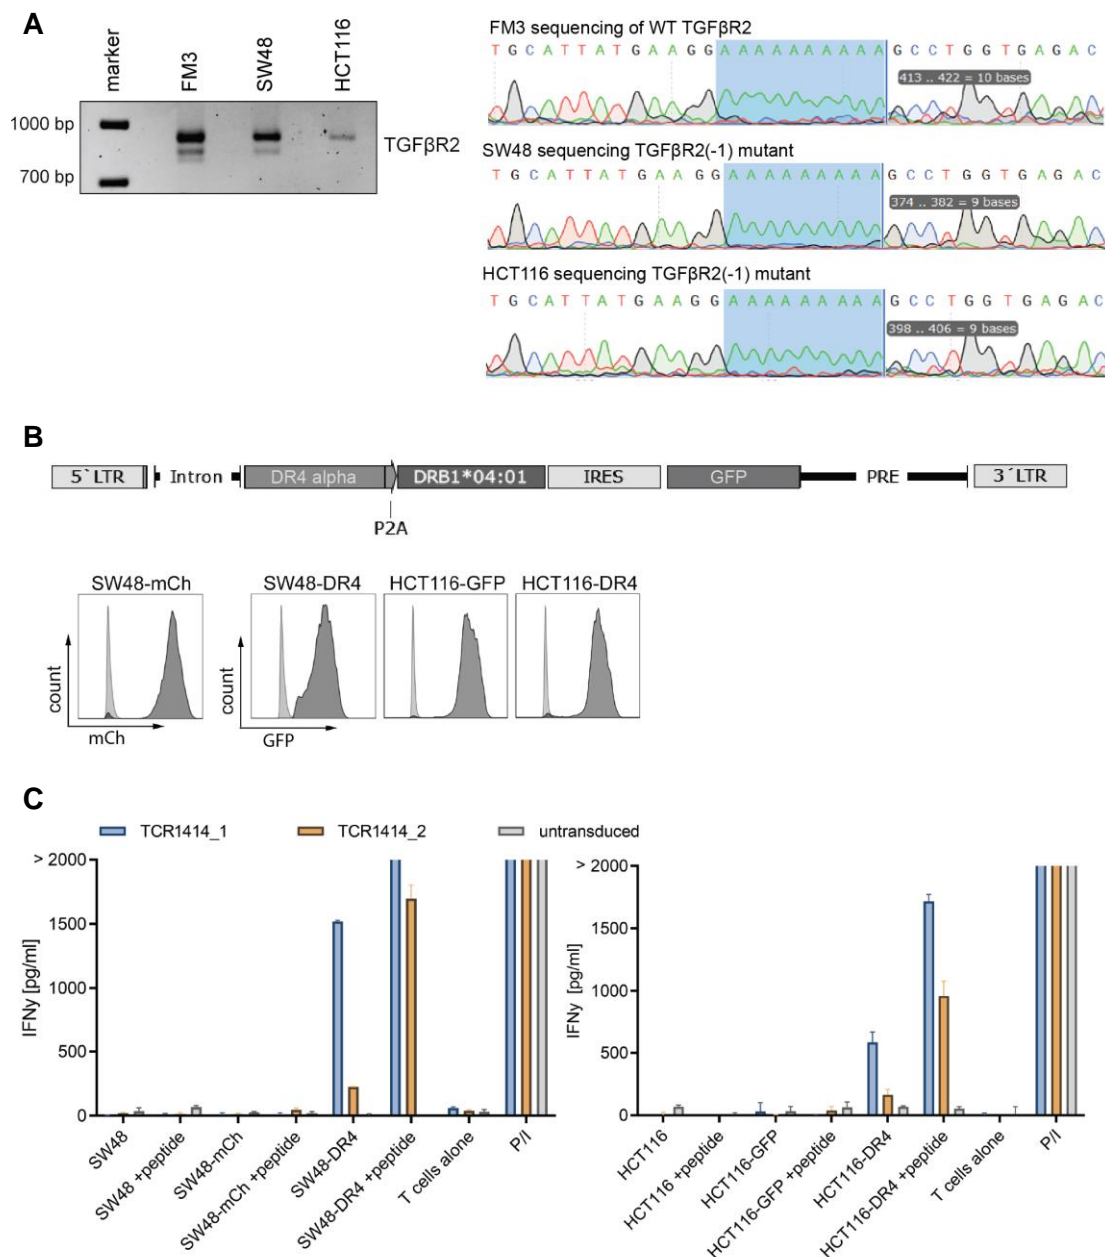 A
marker
FM3
SW48
HCT116
1000 bp
700 bp
TGFβR2
FM3 sequencing of WT TGFβR2
T G C A T T A T G A A G G A A A A A A A A A A G C C T G G T G A G A C
413 .. 422 = 10 bases
SW48 sequencing TGFβR2(-1) mutant
T G C A T T A T G A A G G A A A A A A A A A G C C T G G T G A G A C
374 .. 382 = 9 bases
HCT116 sequencing TGFβR2(-1) mutant
T G C A T T A T G A A G G A A A A A A A A A G C C T G G T G A G A C
398 .. 406 = 9 bases
B
5`LTR
Intron
DR4 alpha
DRB1*04:01
IRES
GFP
PRE
3´LTR
P2A
SW48-mCh
SW48-DR4
HCT116-GFP
HCT116-DR4
count
mCh
count
GFP
C
TCR1414_1
TCR1414_2
untransduced
> 2000
1500
1000
500
0
IFNy [pg/ml]
SW48
SW48 +peptide
SW48-mCh
SW48-mCh +peptide
SW48-DR4
SW48-DR4 +peptide
T cells alone
P/I
> 2000
1500
1000
500
0
IFNy [pg/ml]
HCT116
HCT116 +peptide
HCT116-GFP
HCT116-GFP +peptide
HCT116-DR4
HCT116-DR4 +peptide
T cells alone
P/I